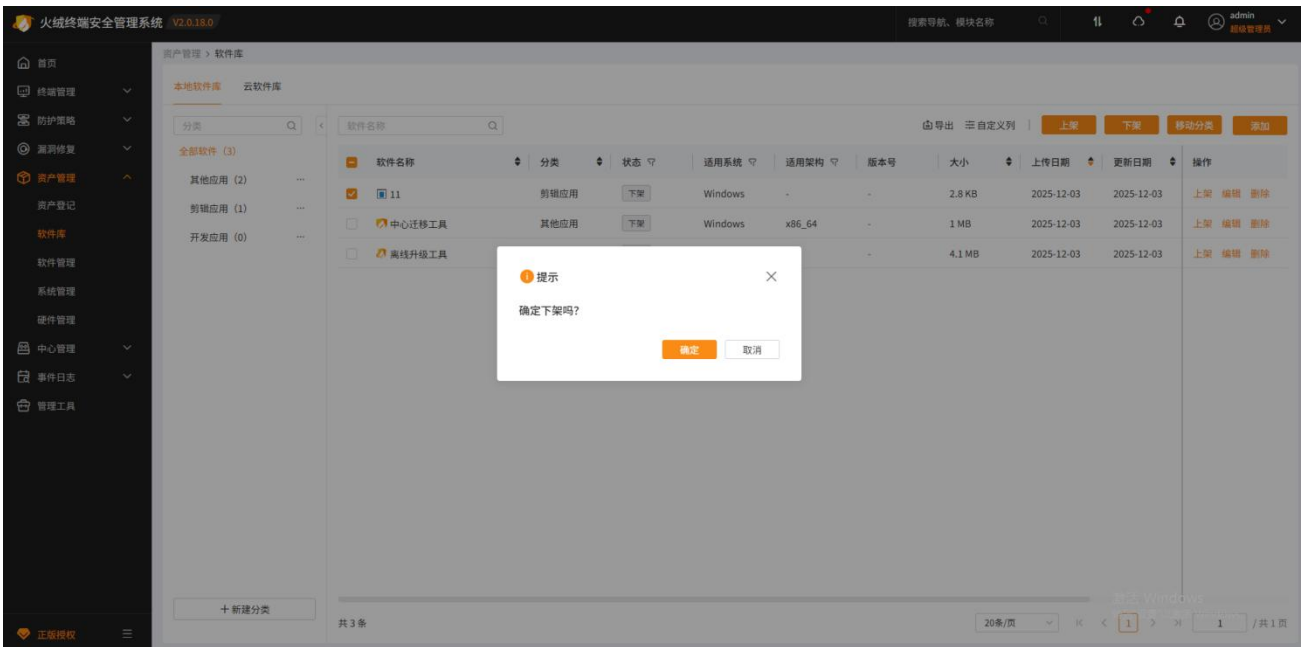 火绒终端安全管理系统 V2.0.18.0
搜索导航、模块名称
admin
超级管理员
首页
终端管理
防护策略
漏洞修复
资产管理
资产登记
软件库
软件管理
系统管理
硬件管理
中心管理
事件日志
管理工具
正版授权
资产管理 > 软件库
本地软件库 云软件库
分类
全部软件（3）
其他应用（2） ...
剪辑应用（1） ...
开发应用（0） ...
＋新建分类
软件名称
导出 自定义列 上架 下架 移动分类 添加
软件名称 分类 状态 适用系统 适用架构 版本号 大小 上传日期 更新日期 操作
11 剪辑应用 下架 Windows - - 2.8 KB 2025-12-03 2025-12-03 上架 编辑 删除
中心迁移工具 其他应用 下架 Windows x86_64 - 1 MB 2025-12-03 2025-12-03 上架 编辑 删除
离线升级工具 - 4.1 MB 2025-12-03 2025-12-03 上架 编辑 删除
提示
确定下架吗?
确定 取消
激活 Windows
共 3 条
20条/页 1 1 / 共 1 页